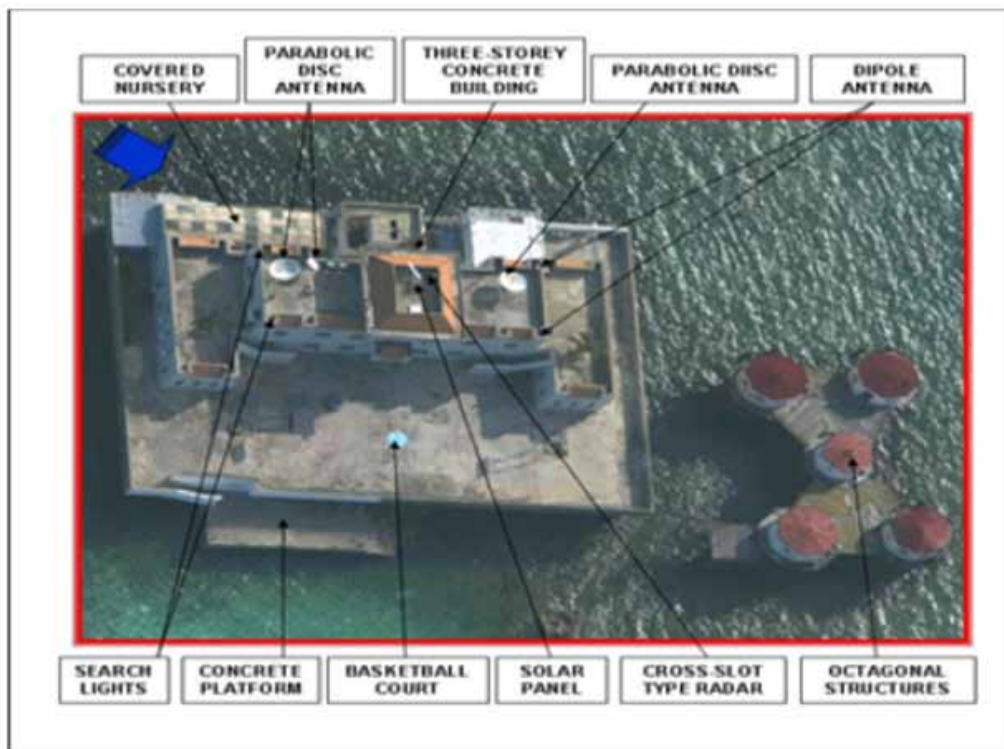 COVERED
NURSERY
PARABOLIC
DISC
ANTENNA
THREE-STOREY
CONCRETE
BUILDING
PARABOLIC DIISC
ANTENNA
DIPOLE
ANTENNA
SEARCH
LIGHTS
CONCRETE
PLATFORM
BASKETBALL
COURT
SOLAR
PANEL
CROSS-SLOT
TYPE RADAR
OCTAGONAL
STRUCTURES